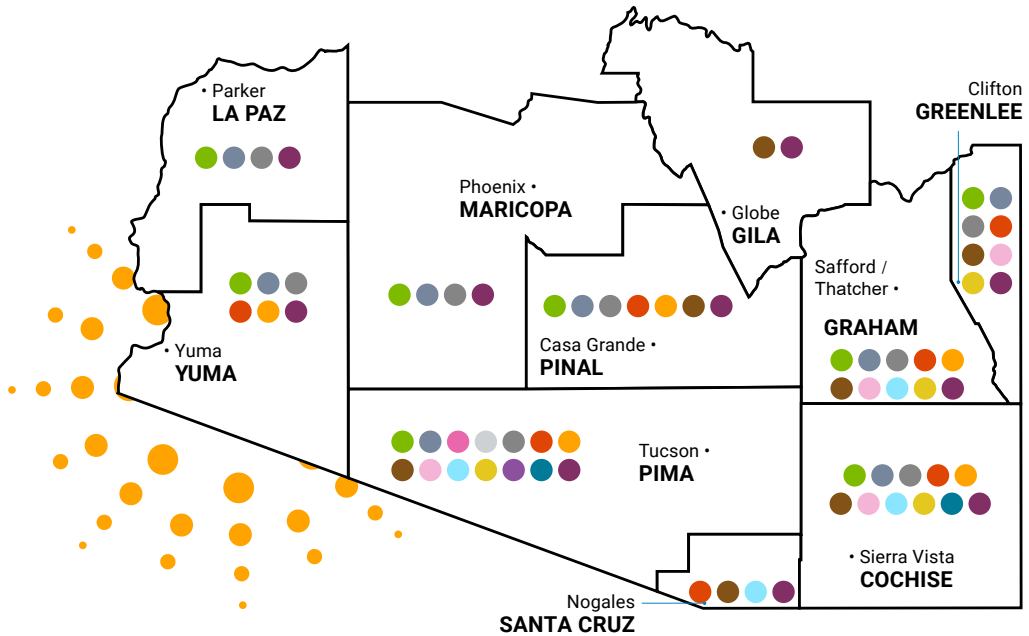 • Parker
LA PAZ
Clifton
GREENLEE
Phoenix •
MARICOPA
• Globe
GILA
Safford /
Thatcher •
GRAHAM
• Yuma
YUMA
Casa Grande •
PINAL
Tucson •
PIMA
• Sierra Vista
COCHISE
Nogales
SANTA CRUZ